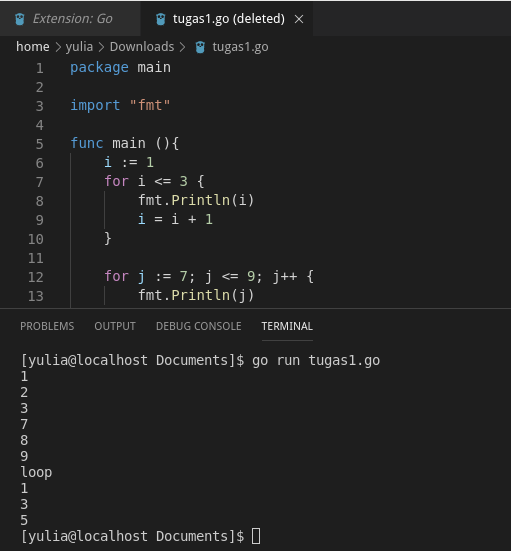 Extension: Go tugas1.go (deleted) ×
home > yulia > Downloads > tugas1.go
1 package main
2
3 import "fmt"
4
5 func main (){
6     i := 1
7     for i <= 3 {
8         fmt.Println(i)
9         i = i + 1
10     }
11
12     for j := 7; j <= 9; j++ {
13         fmt.Println(j)
PROBLEMS OUTPUT DEBUG CONSOLE TERMINAL
[yulia@localhost Documents]$ go run tugas1.go
1
2
3
7
8
9
loop
1
3
5
[yulia@localhost Documents]$